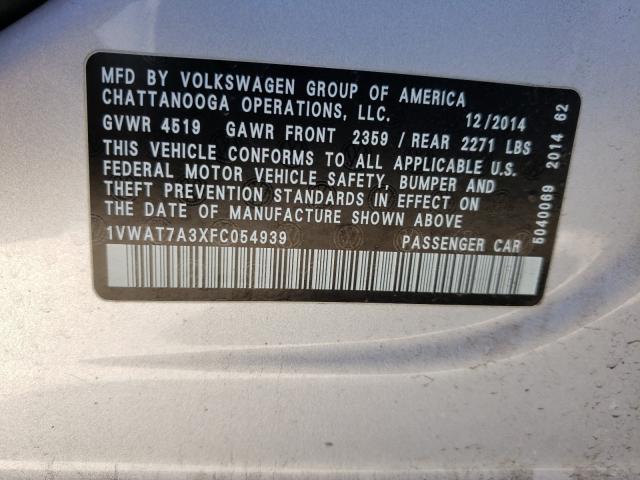 MFD BY VOLKSWAGEN GROUP OF AMERICA
CHATTANOOGA OPERATIONS, LLC. 12/2014
GVWR 4519 GAWR FRONT 2359 / REAR 2271 LBS
THIS VEHICLE CONFORMS TO ALL APPLICABLE U.S.
FEDERAL MOTOR VEHICLE SAFETY, BUMPER AND
THEFT PREVENTION STANDARDS IN EFFECT ON
THE DATE OF MANUFACTURE SHOWN ABOVE
1VWAT7A3XFC054939 PASSENGER CAR
5040069 2014 62